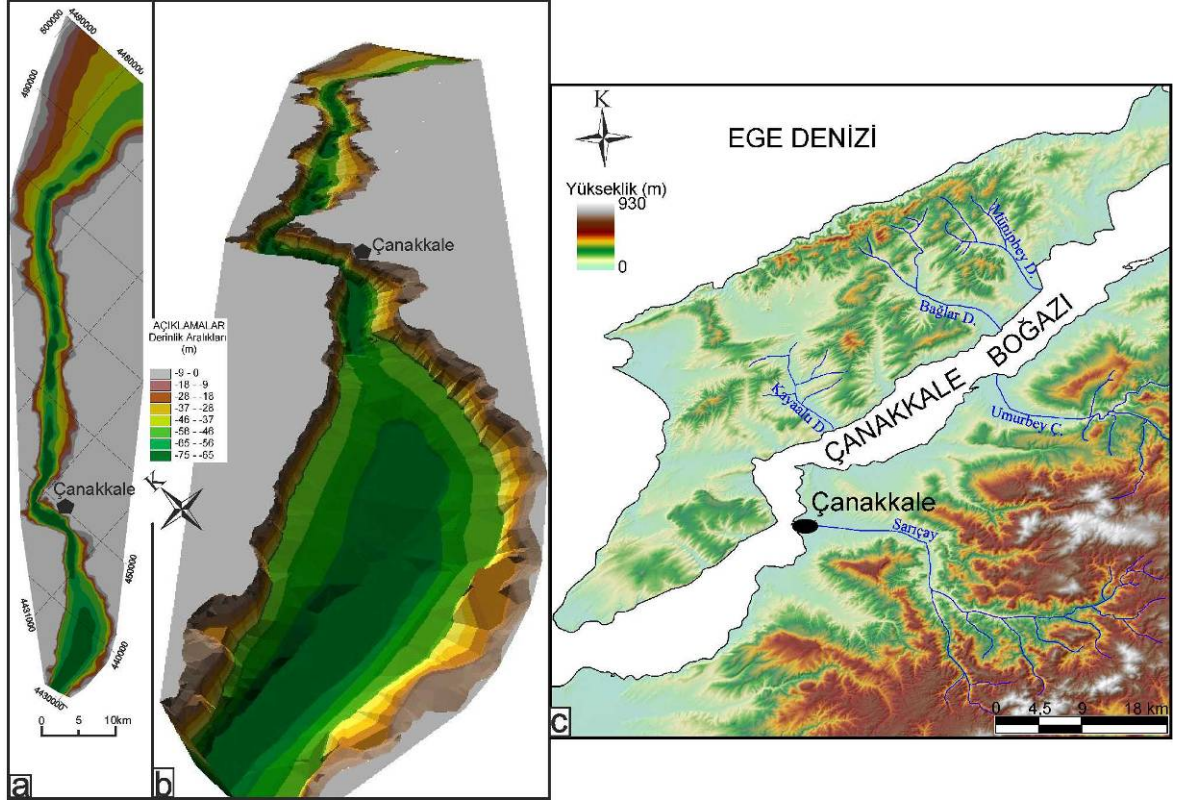 500000
4490000
4480000
490000
Çanakkale
K
450000
4431000
440000
4430000
0 5 10km
a
AÇIKLAMALAR
Derinlik Aralıkları
(m)
-9 - 0
-18 - -9
-28 - -18
-37 - -28
-46 - -37
-56 - -46
-65 - -56
-75 - -65
Çanakkale
b
K
EGE DENİZİ
Yükseklik (m)
930
0
Münipbey D.
Bağlar D.
Kayaaltı D.
ÇANAKKALE BOĞAZI
Umurbey Ç.
Çanakkale
Sarıçay
0 4,5 9 18 km
c